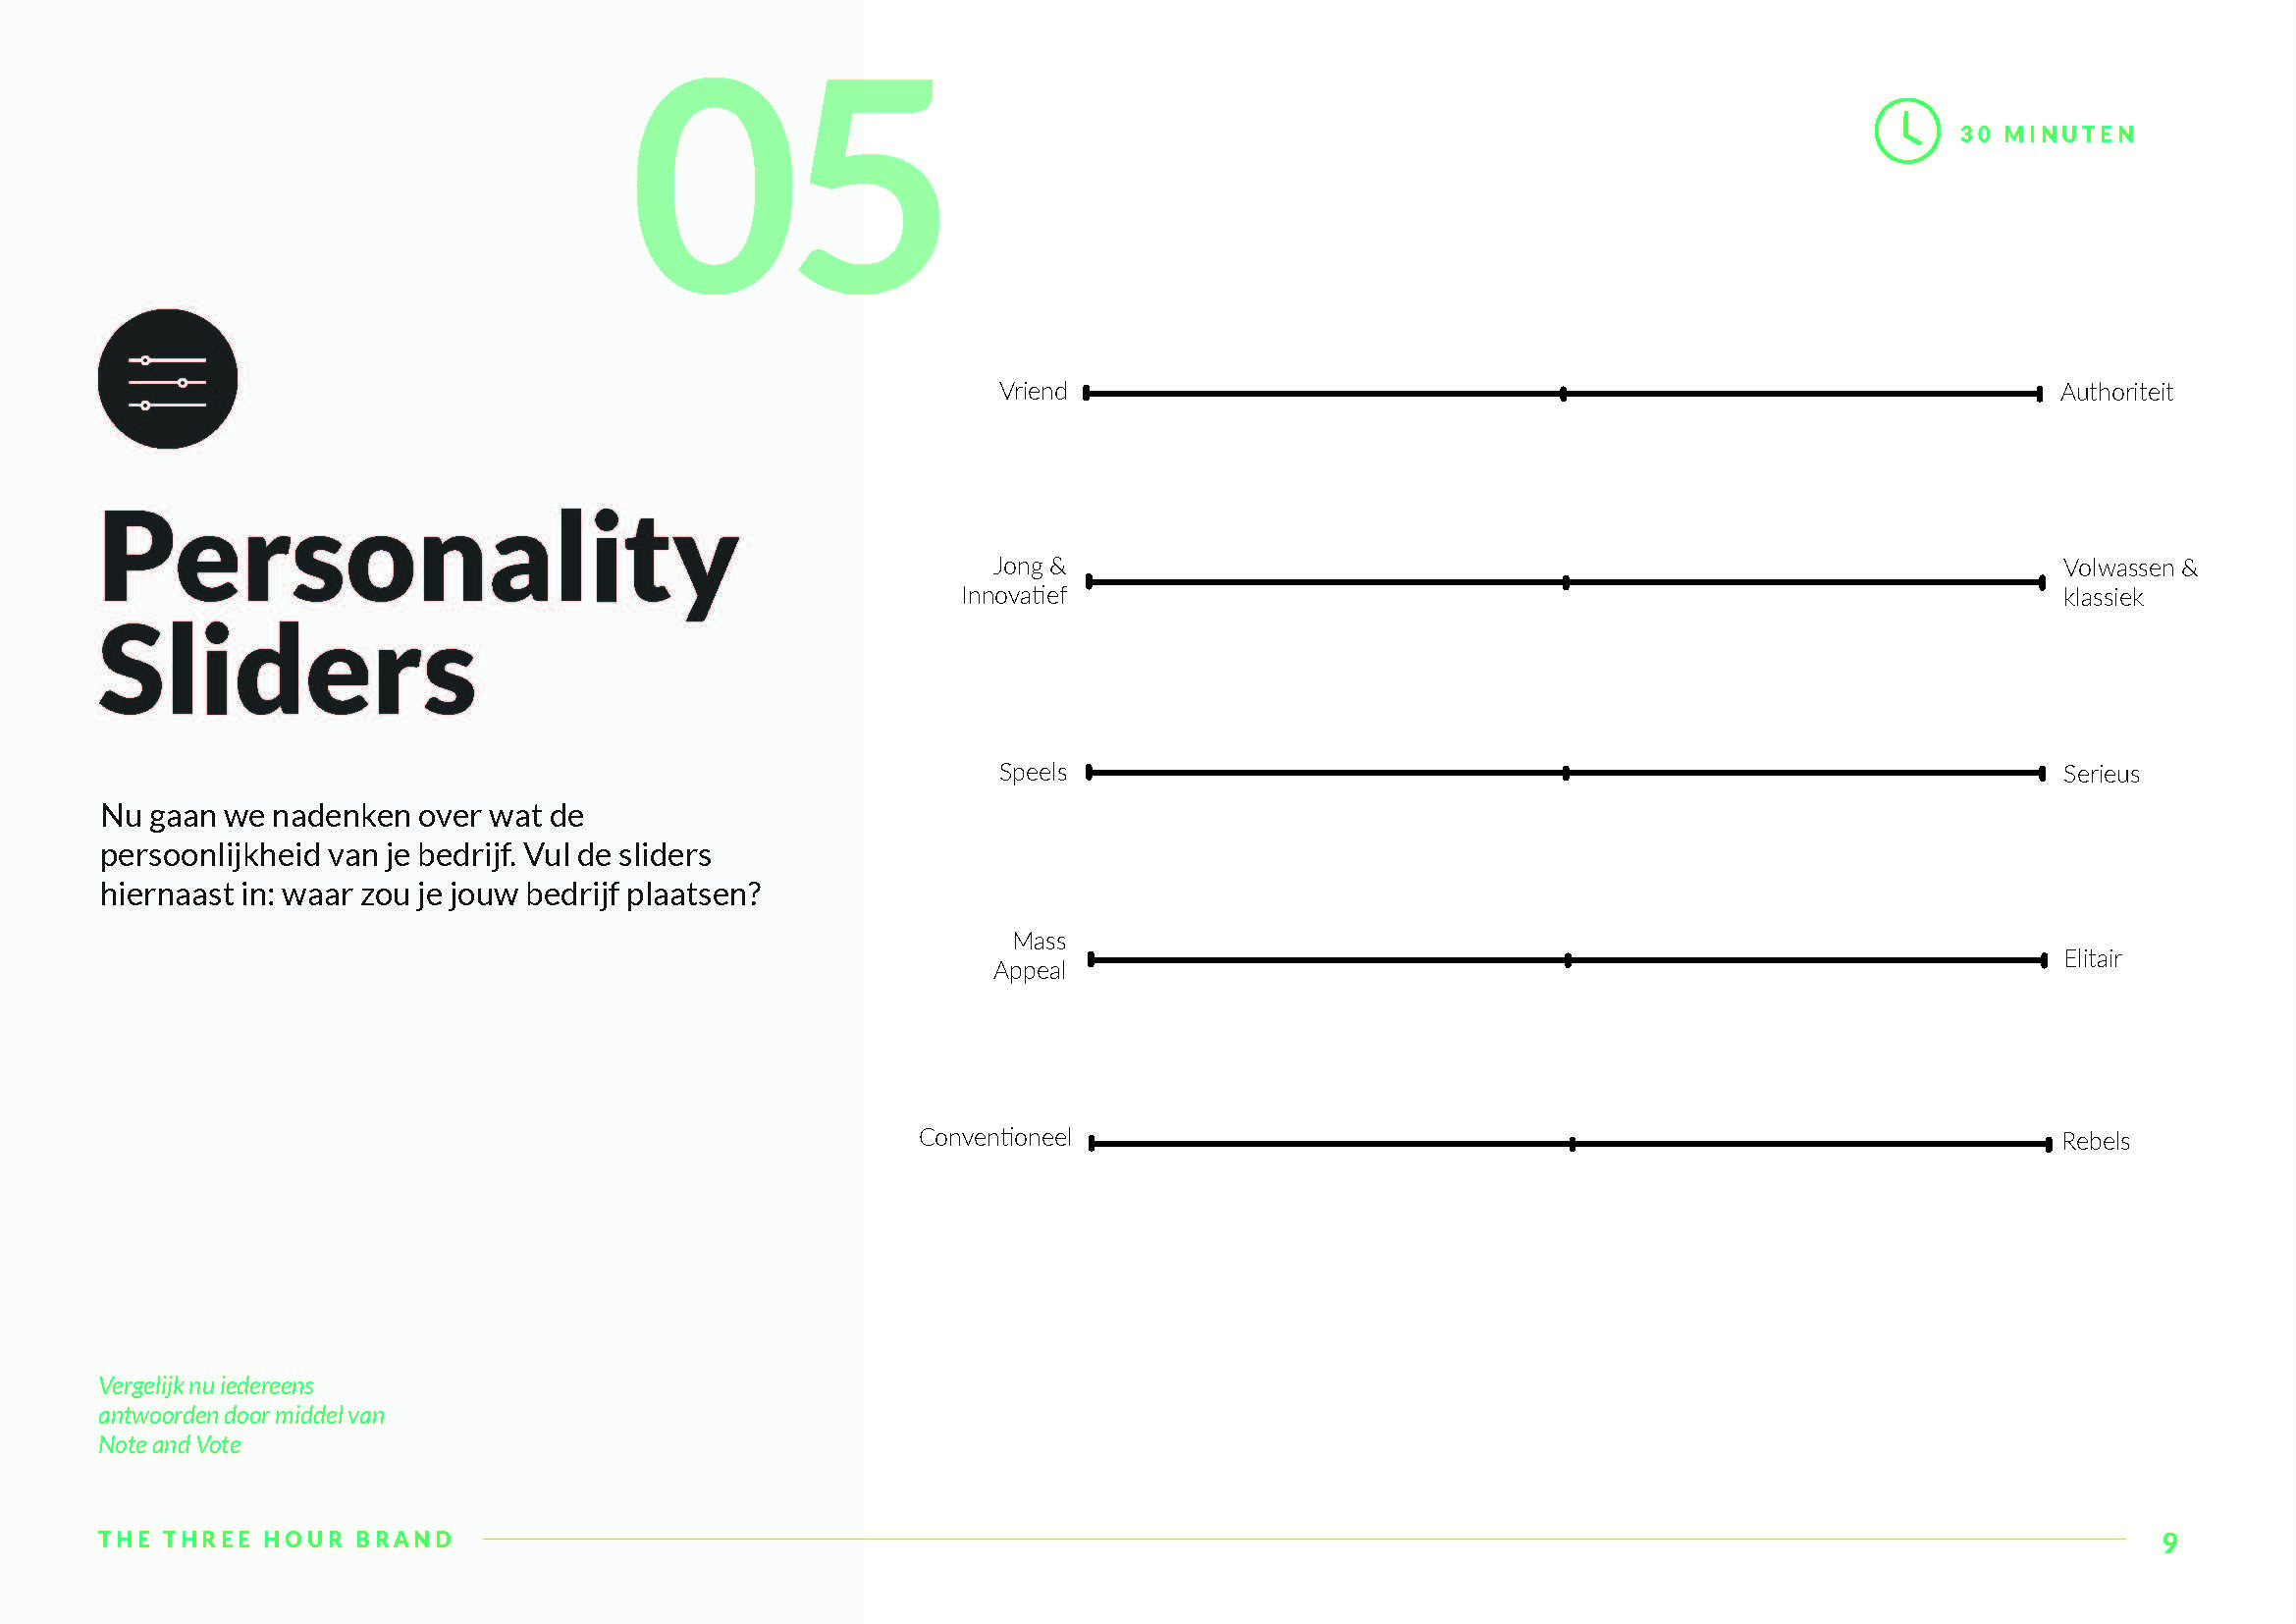 05
30 MINUTEN
Personality
Sliders
Nu gaan we nadenken over wat de
persoonlijkheid van je bedrijf. Vul de sliders
hiernaast in: waar zou je jouw bedrijf plaatsen?
Vriend
Authoriteit
Jong &
Innovatief
Volwassen &
klassiek
Speels
Serieus
Mass
Appeal
Elitair
Conventioneel
Rebels
Vergelijk nu iedereens
antwoorden door middel van
Note and Vote
THE THREE HOUR BRAND
9